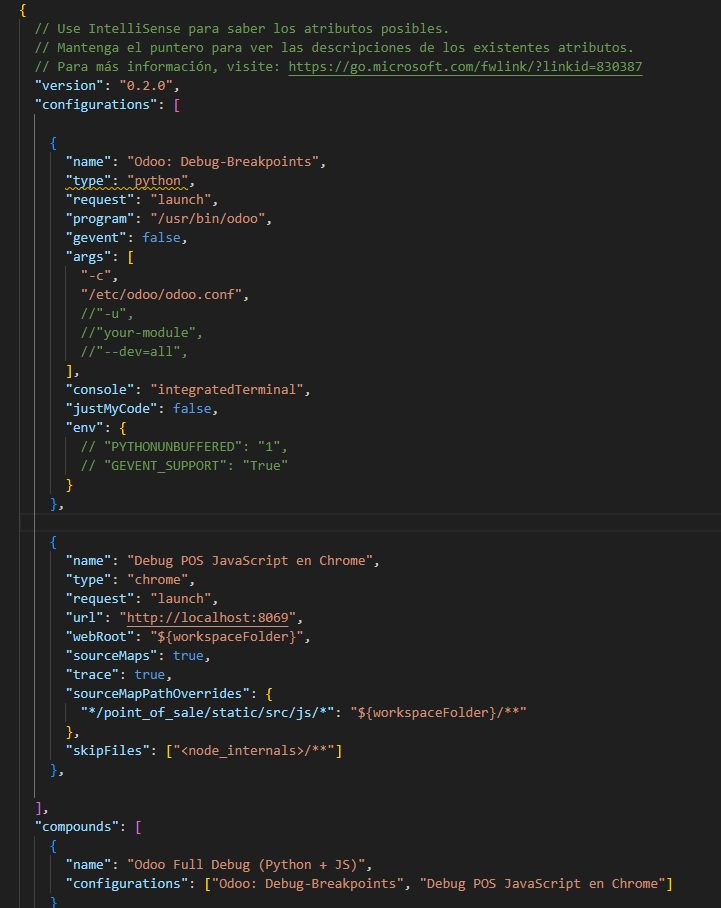 {
// Use IntelliSense para saber los atributos posibles.
// Mantenga el puntero para ver las descripciones de los existentes atributos.
// Para más información, visite: https://go.microsoft.com/fwlink/?linkid=830387
"version": "0.2.0",
"configurations": [
{
"name": "Odoo: Debug-Breakpoints",
"type": "python",
"request": "launch",
"program": "/usr/bin/odoo",
"gevent": false,
"args": [
"-c",
"/etc/odoo/odoo.conf",
//"-u",
//"your-module",
//"--dev=all",
],
"console": "integratedTerminal",
"justMyCode": false,
"env": {
// "PYTHONUNBUFFERED": "1",
// "GEVENT_SUPPORT": "True"
}
},
{
"name": "Debug POS JavaScript en Chrome",
"type": "chrome",
"request": "launch",
"url": "http://localhost:8069",
"webRoot": "${workspaceFolder}",
"sourceMaps": true,
"trace": true,
"sourceMapPathOverrides": {
"*/point_of_sale/static/src/js/*": "${workspaceFolder}/**"
},
"skipFiles": ["<node_internals>/**"]
},
],
"compounds": [
{
"name": "Odoo Full Debug (Python + JS)",
"configurations": ["Odoo: Debug-Breakpoints", "Debug POS JavaScript en Chrome"]
}